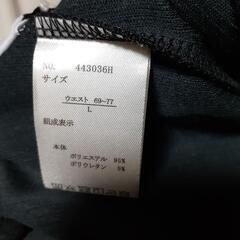 NO. 443036H
サイズ
ウエスト 69~77
L
組成表示
本体
ポリエステル 95%
ポリウレタン 5%